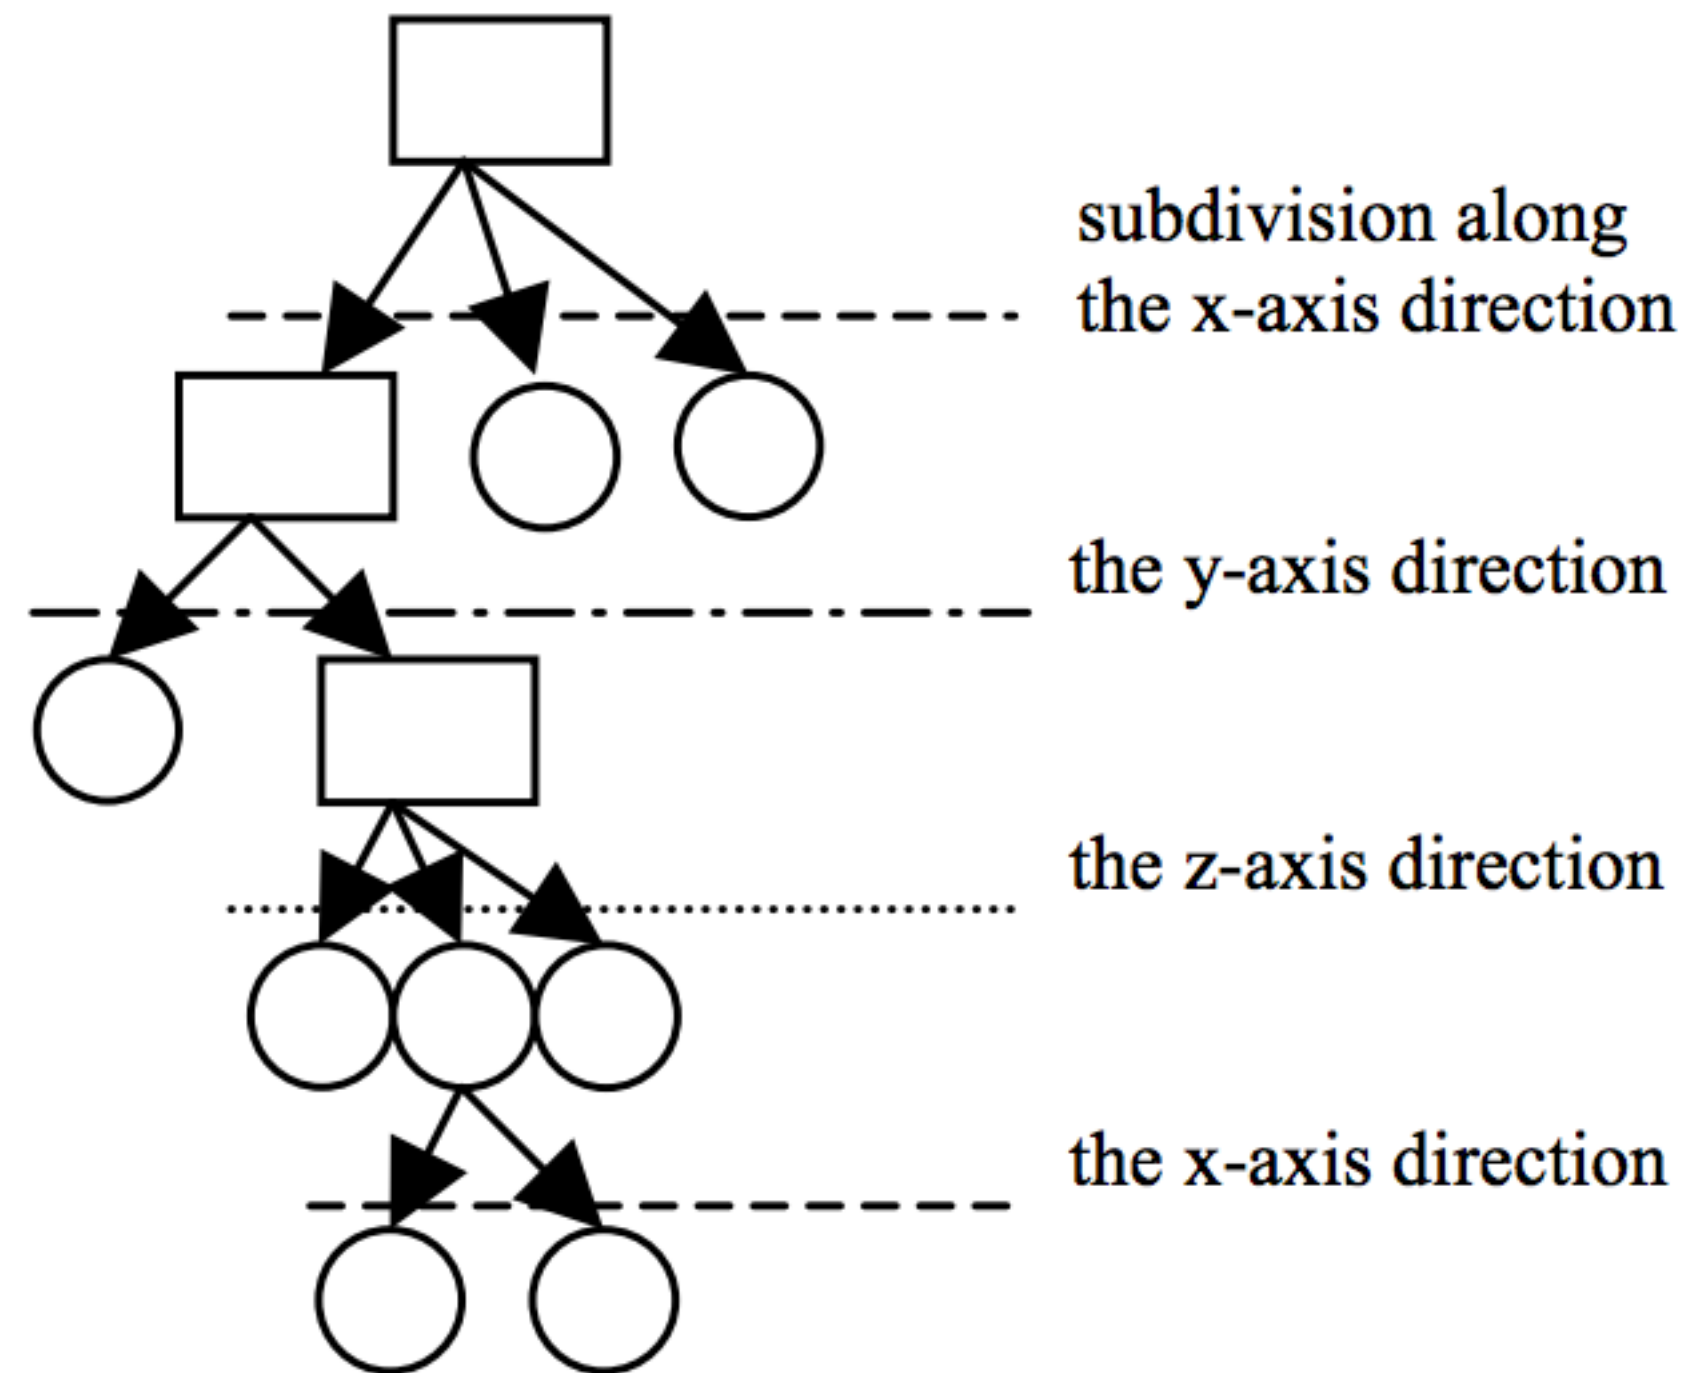 subdivision along
the x-axis direction
the y-axis direction
the z-axis direction
the x-axis direction